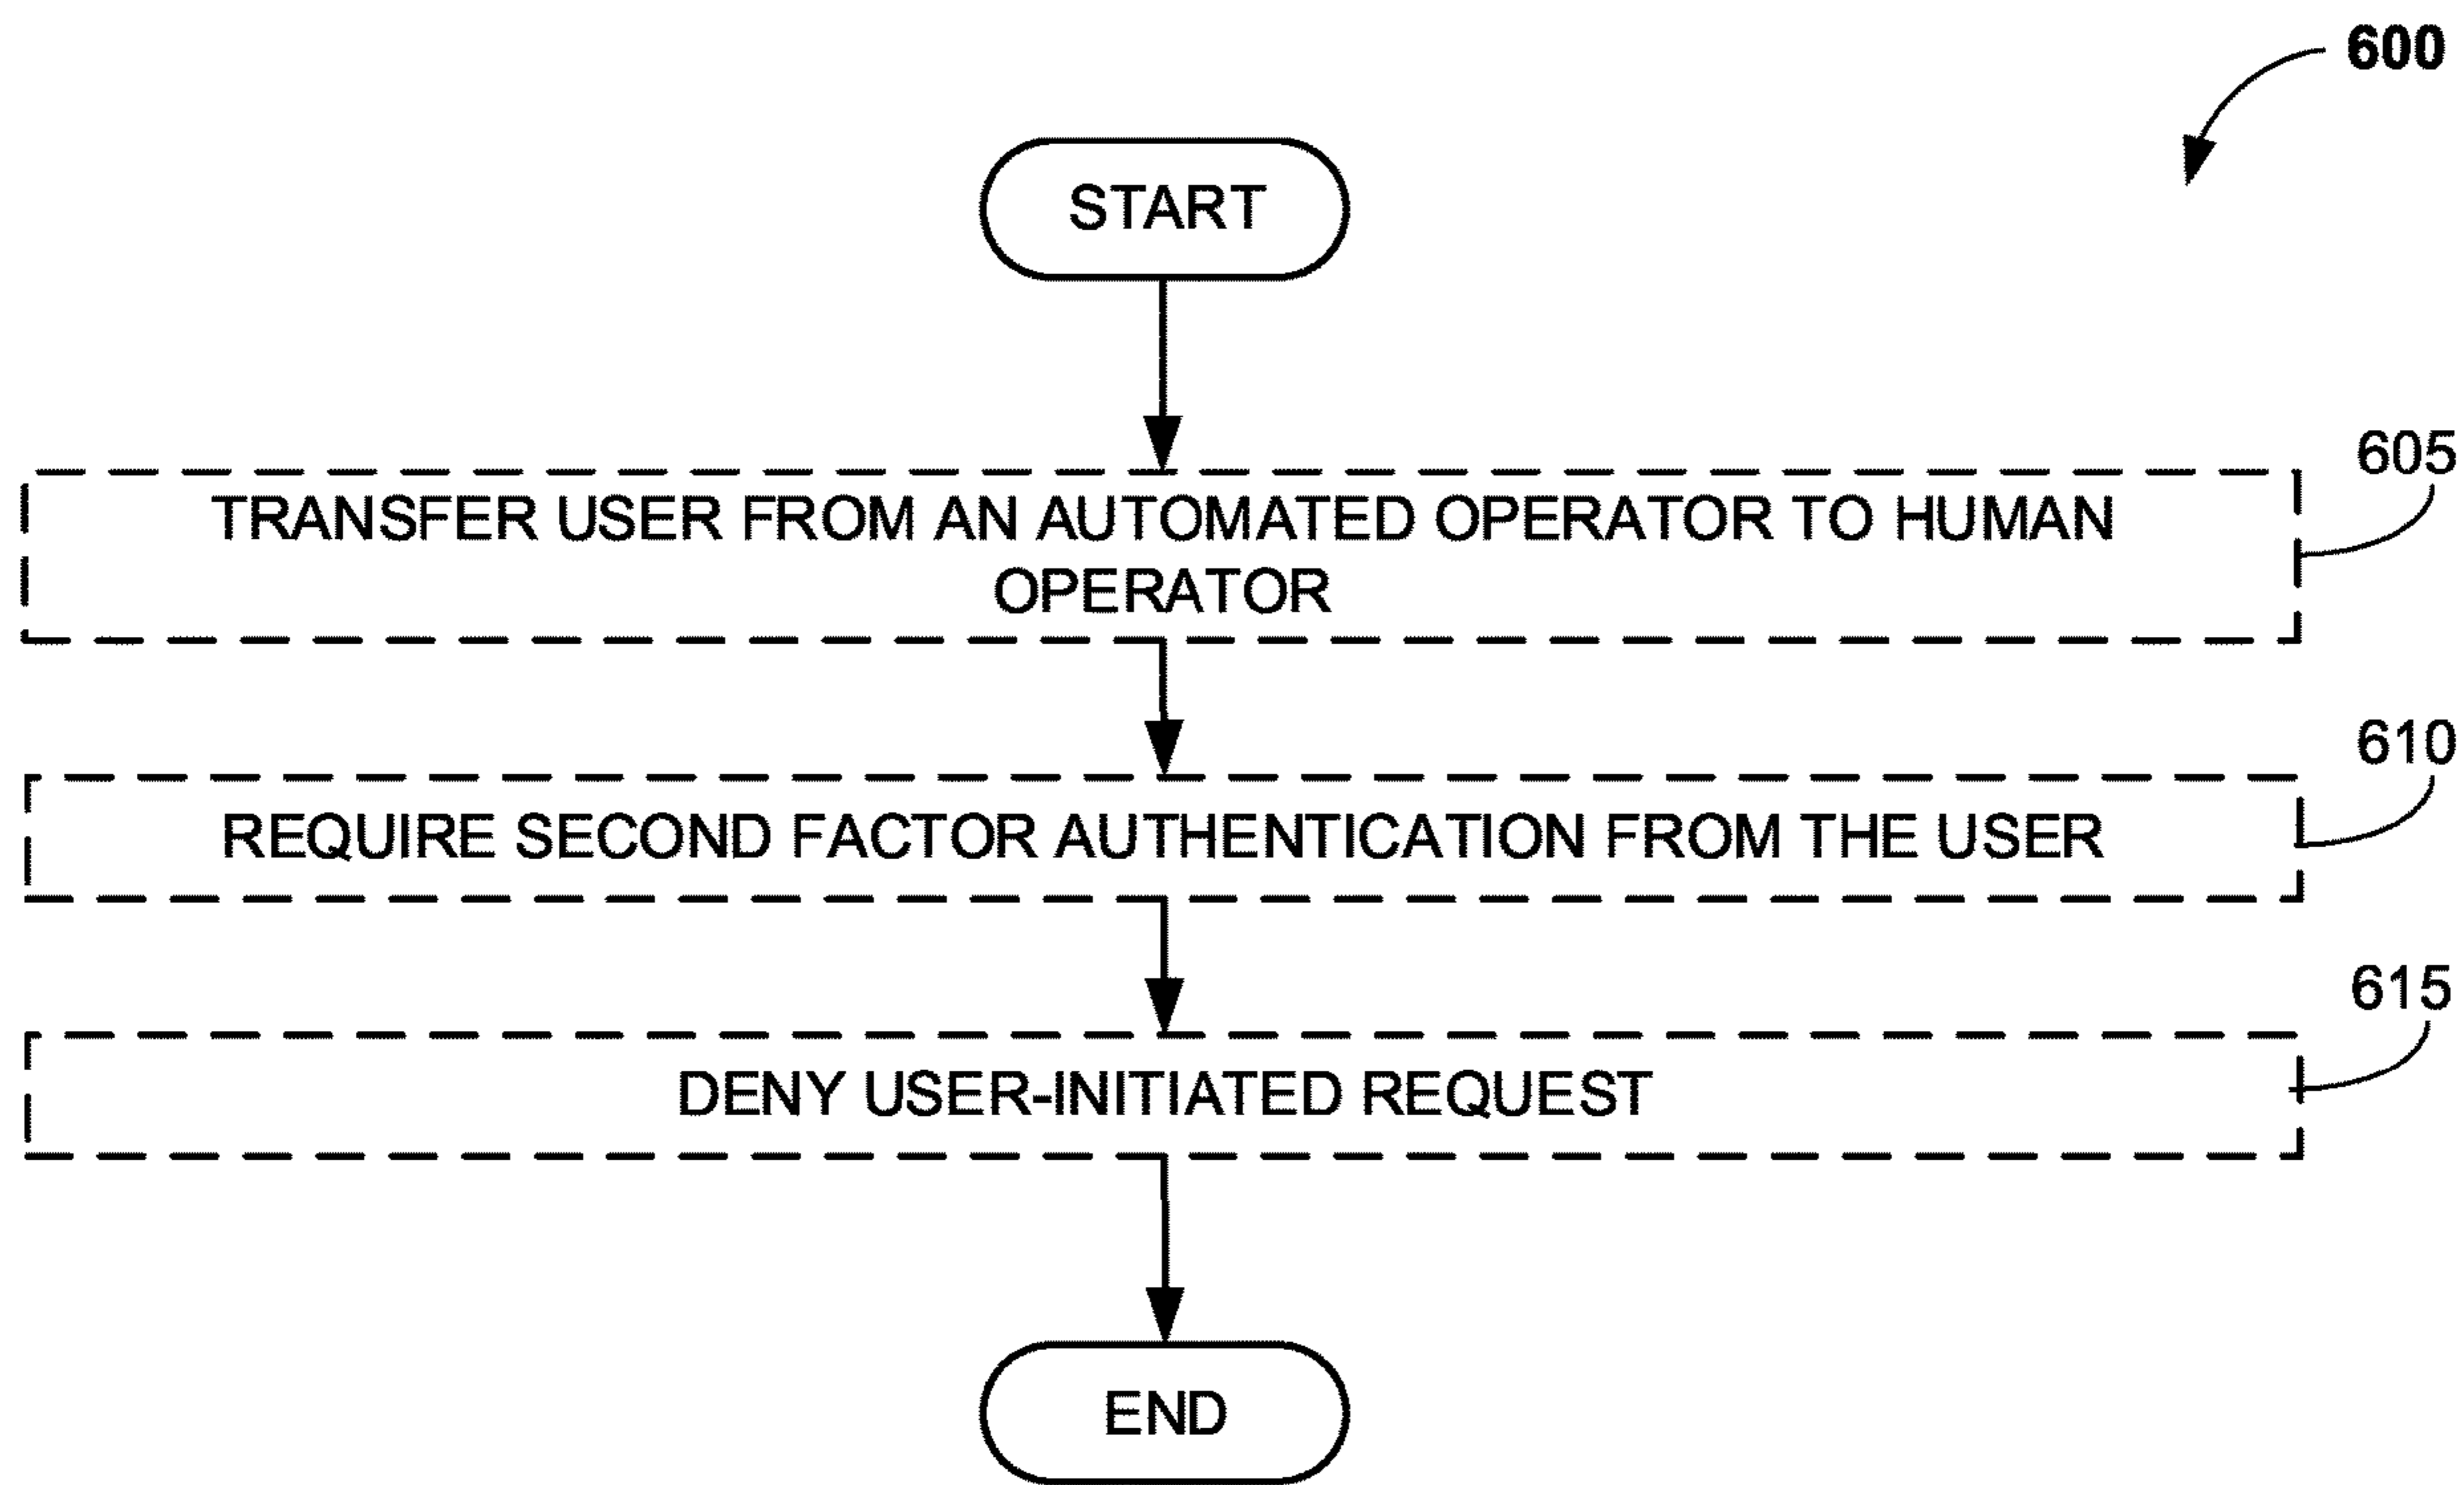 600
START
605
TRANSFER USER FROM AN AUTOMATED OPERATOR TO HUMAN
OPERATOR
610
REQUIRE SECOND FACTOR AUTHENTICATION FROM THE USER
615
DENY USER-INITIATED REQUEST
END